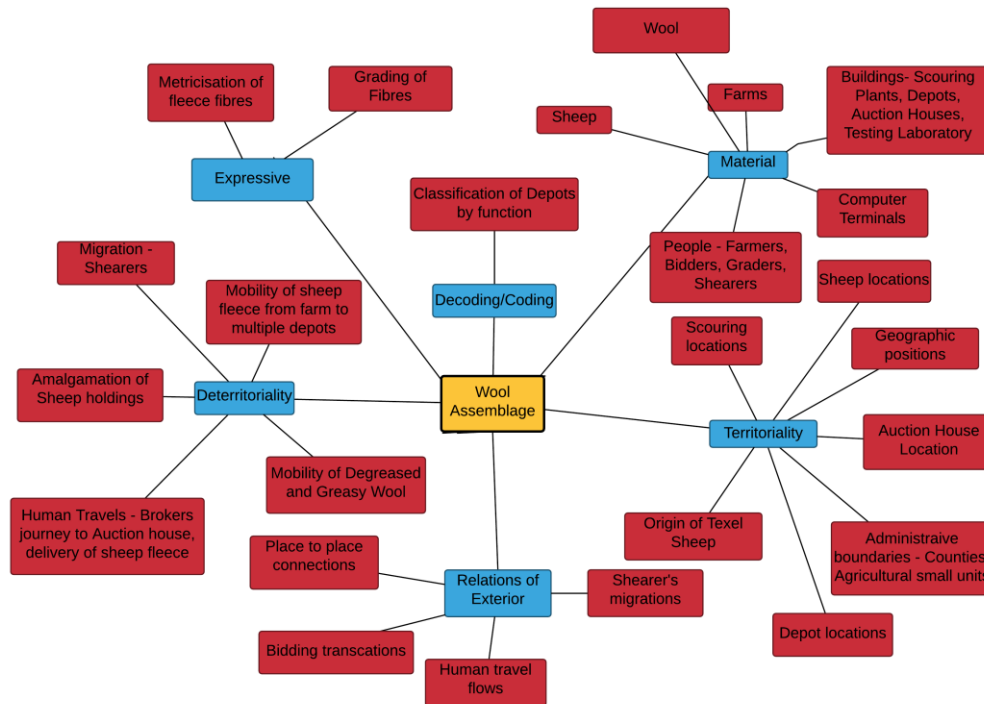 Wool
Metricisation of
fleece fibres
Grading of
Fibres
Buildings- Scouring
Plants, Depots,
Auction Houses,
Testing Laboratory
Farms
Sheep
Material
Expressive
Classification of Depots
by function
Computer
Terminals
People - Farmers,
Bidders, Graders,
Shearers
Migration -
Shearers
Sheep locations
Mobility of sheep
fleece from farm to
multiple depots
Decoding/Coding
Scouring
locations
Geographic
positions
Amalgamation of
Sheep holdings
Deterritoriality
Wool
Assemblage
Territoriality
Auction House
Location
Mobility of Degreased
and Greasy Wool
Human Travels - Brokers
journey to Auction house,
delivery of sheep fleece
Origin of Texel
Sheep
Administraive
boundaries - Counties
Agricultural small units
Place to place
connections
Relations of
Exterior
Shearer's
migrations
Depot locations
Bidding transcations
Human travel
flows